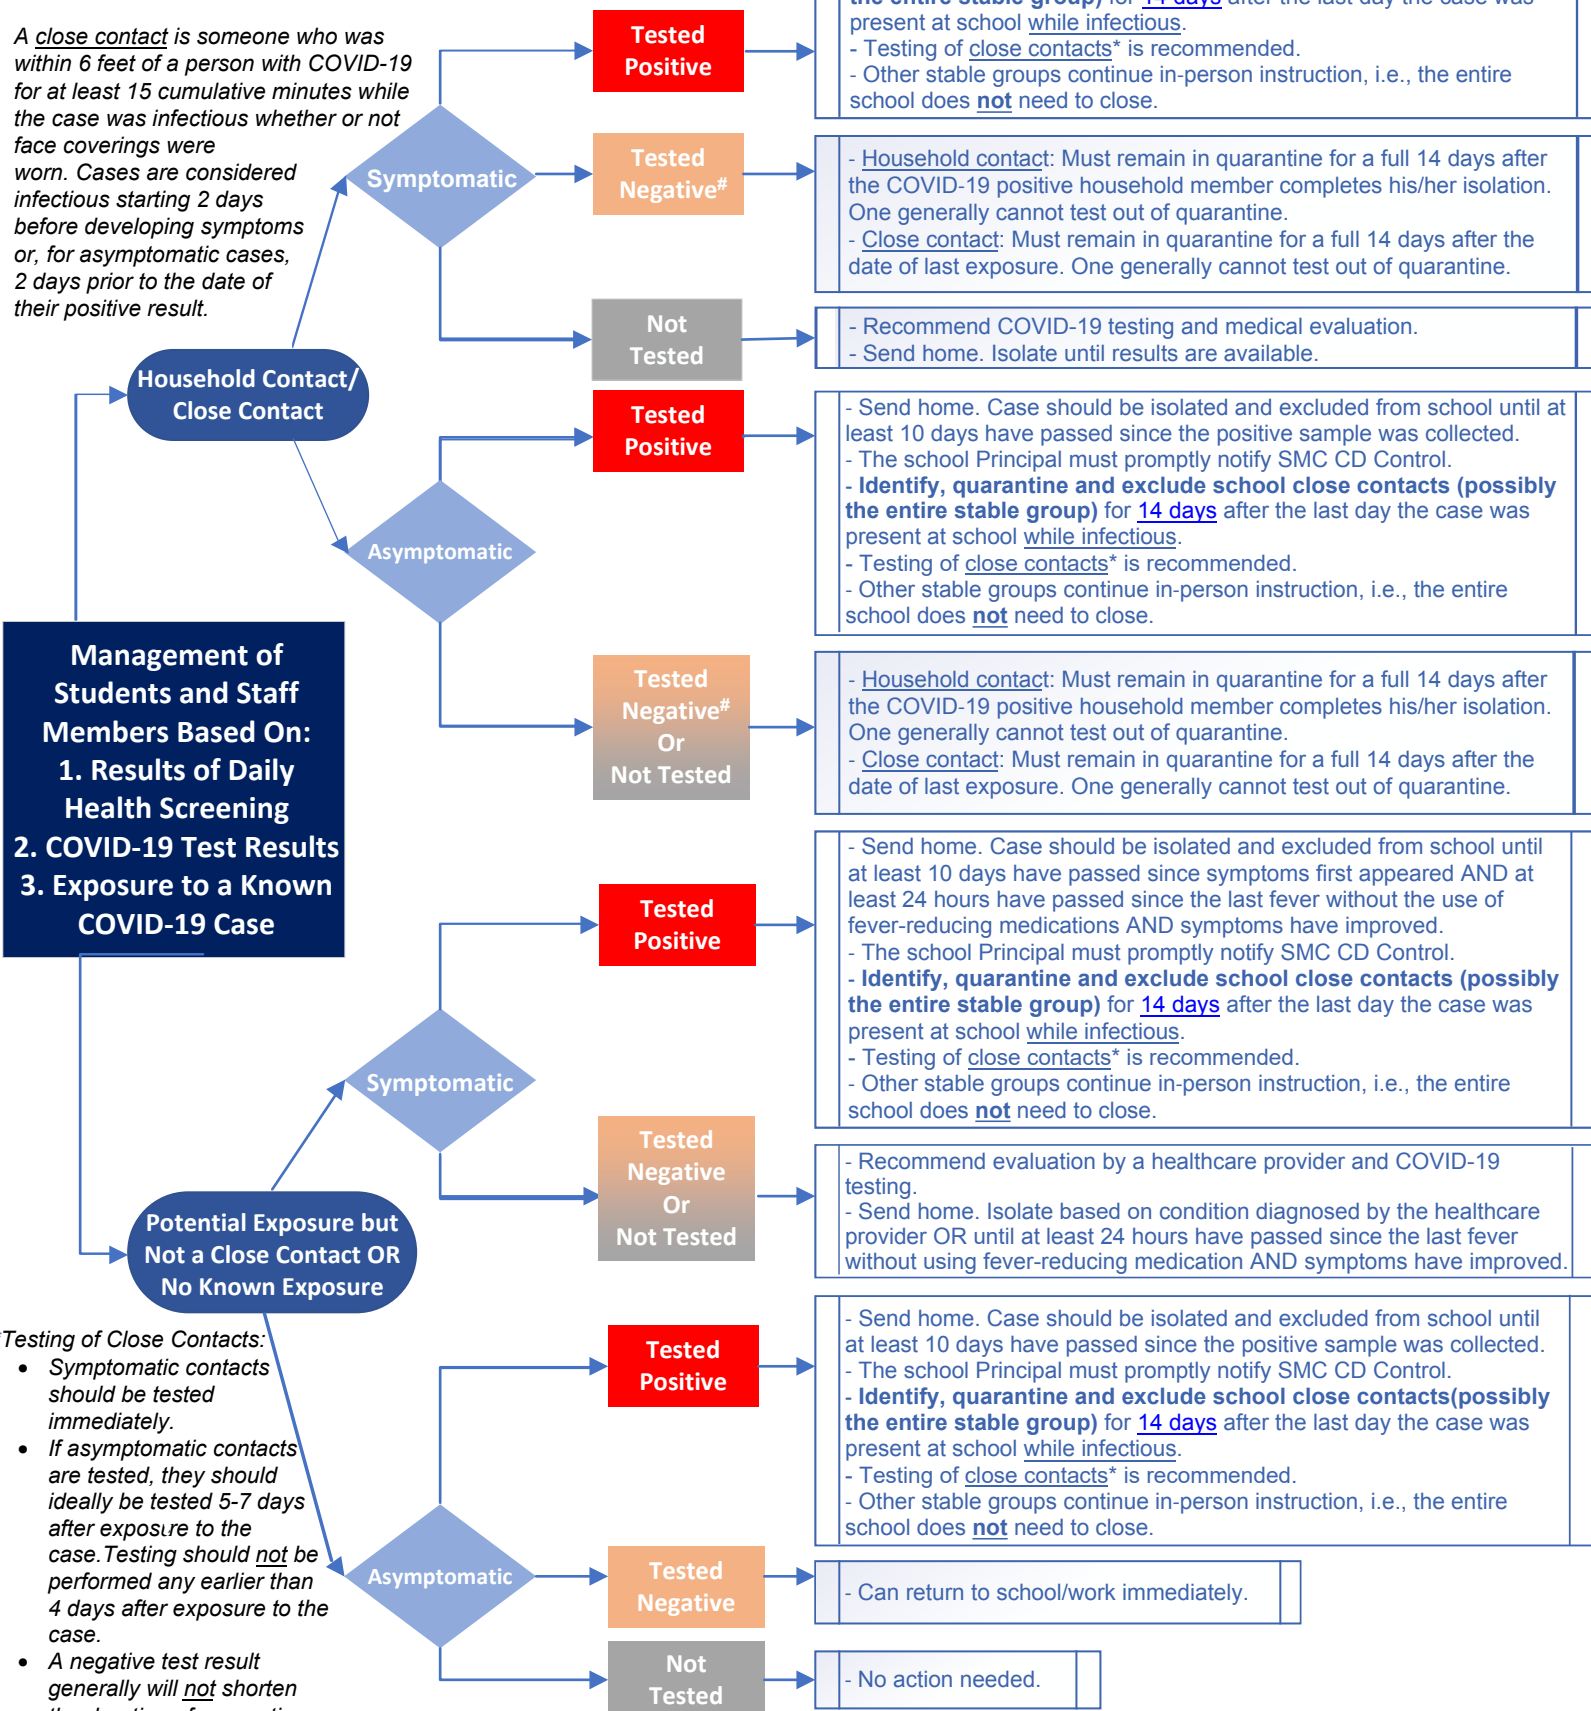 A close contact is someone who was
within 6 feet of a person with COVID-19
for at least 15 cumulative minutes while
the case was infectious whether or not
face coverings were
worn. Cases are considered
infectious starting 2 days
before developing symptoms
or, for asymptomatic cases,
2 days prior to the date of
their positive result.
Household Contact/
Close Contact
Management of
Students and Staff
Members Based On:
1. Results of Daily
Health Screening
2. COVID-19 Test Results
3. Exposure to a Known
COVID-19 Case
Potential Exposure but
Not a Close Contact OR
No Known Exposure
*Testing of Close Contacts:
• Symptomatic contacts
should be tested
immediately.
• If asymptomatic contacts
are tested, they should
ideally be tested 5-7 days
after exposure to the
case.Testing should not be
performed any earlier than
4 days after exposure to the
case.
• A negative test result
generally will not shorten
Symptomatic
Tested
Positive
the entire stable group) for 14 days after the last day the case was
present at school while infectious.
- Testing of close contacts* is recommended.
- Other stable groups continue in-person instruction, i.e., the entire
school does not need to close.
Tested
Negative#
- Household contact: Must remain in quarantine for a full 14 days after
the COVID-19 positive household member completes his/her isolation.
One generally cannot test out of quarantine.
- Close contact: Must remain in quarantine for a full 14 days after the
date of last exposure. One generally cannot test out of quarantine.
Not
Tested
- Recommend COVID-19 testing and medical evaluation.
- Send home. Isolate until results are available.
Asymptomatic
Tested
Positive
- Send home. Case should be isolated and excluded from school until at
least 10 days have passed since the positive sample was collected.
- The school Principal must promptly notify SMC CD Control.
- Identify, quarantine and exclude school close contacts (possibly
the entire stable group) for 14 days after the last day the case was
present at school while infectious.
- Testing of close contacts* is recommended.
- Other stable groups continue in-person instruction, i.e., the entire
school does not need to close.
Tested
Negative#
Or
Not Tested
- Household contact: Must remain in quarantine for a full 14 days after
the COVID-19 positive household member completes his/her isolation.
One generally cannot test out of quarantine.
- Close contact: Must remain in quarantine for a full 14 days after the
date of last exposure. One generally cannot test out of quarantine.
Symptomatic
Tested
Positive
- Send home. Case should be isolated and excluded from school until
at least 10 days have passed since symptoms first appeared AND at
least 24 hours have passed since the last fever without the use of
fever-reducing medications AND symptoms have improved.
- The school Principal must promptly notify SMC CD Control.
- Identify, quarantine and exclude school close contacts (possibly
the entire stable group) for 14 days after the last day the case was
present at school while infectious.
- Testing of close contacts* is recommended.
- Other stable groups continue in-person instruction, i.e., the entire
school does not need to close.
Tested
Negative
Or
Not Tested
- Recommend evaluation by a healthcare provider and COVID-19
testing.
- Send home. Isolate based on condition diagnosed by the healthcare
provider OR until at least 24 hours have passed since the last fever
without using fever-reducing medication AND symptoms have improved.
Asymptomatic
Tested
Positive
- Send home. Case should be isolated and excluded from school until
at least 10 days have passed since the positive sample was collected.
- The school Principal must promptly notify SMC CD Control.
- Identify, quarantine and exclude school close contacts(possibly
the entire stable group) for 14 days after the last day the case was
present at school while infectious.
- Testing of close contacts* is recommended.
- Other stable groups continue in-person instruction, i.e., the entire
school does not need to close.
Tested
Negative
- Can return to school/work immediately.
Not
Tested
- No action needed.